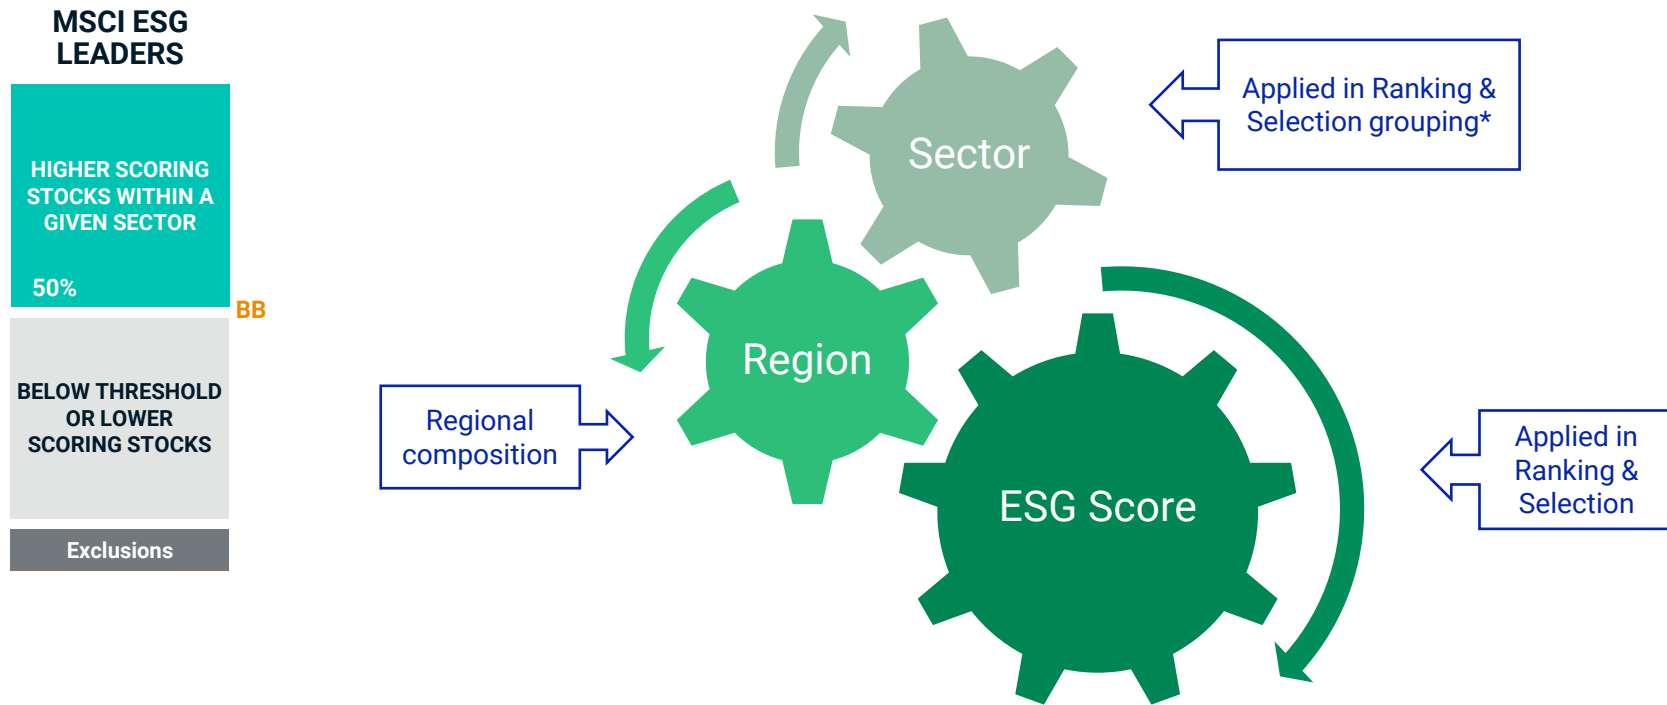 MSCI ESG
LEADERS
HIGHER SCORING
STOCKS WITHIN A
GIVEN SECTOR
50%
BB
BELOW THRESHOLD
OR LOWER
SCORING STOCKS
Exclusions
Sector
Applied in Ranking &
Selection grouping*
Region
Regional
composition
ESG Score
Applied in
Ranking &
Selection